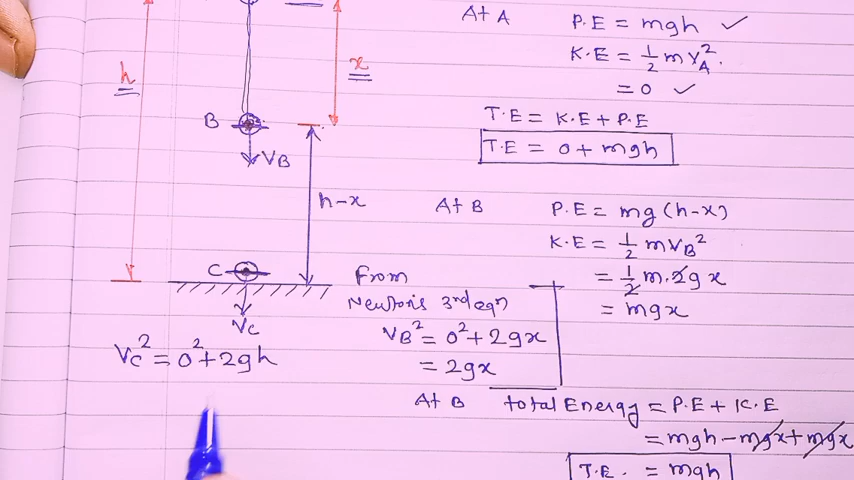 At A
P.E = mgh ✓
K.E = 1/2 m V_A^2.
= 0 ✓
T.E = K.E + P.E
T.E = 0 + mgh
h
x
B
V_B
h-x
C
V_C
At B
P.E = mg (h-x)
K.E = 1/2 m V_B^2
= 1/2 m.2gx
= mgx
From
Newton's 3rd eqn
V_B^2 = 0^2 + 2gx
= 2gx
V_C^2 = 0^2 + 2gh
At B total Energy = P.E + K.E
= mgh - mgx + mgx
T.E. = mgh